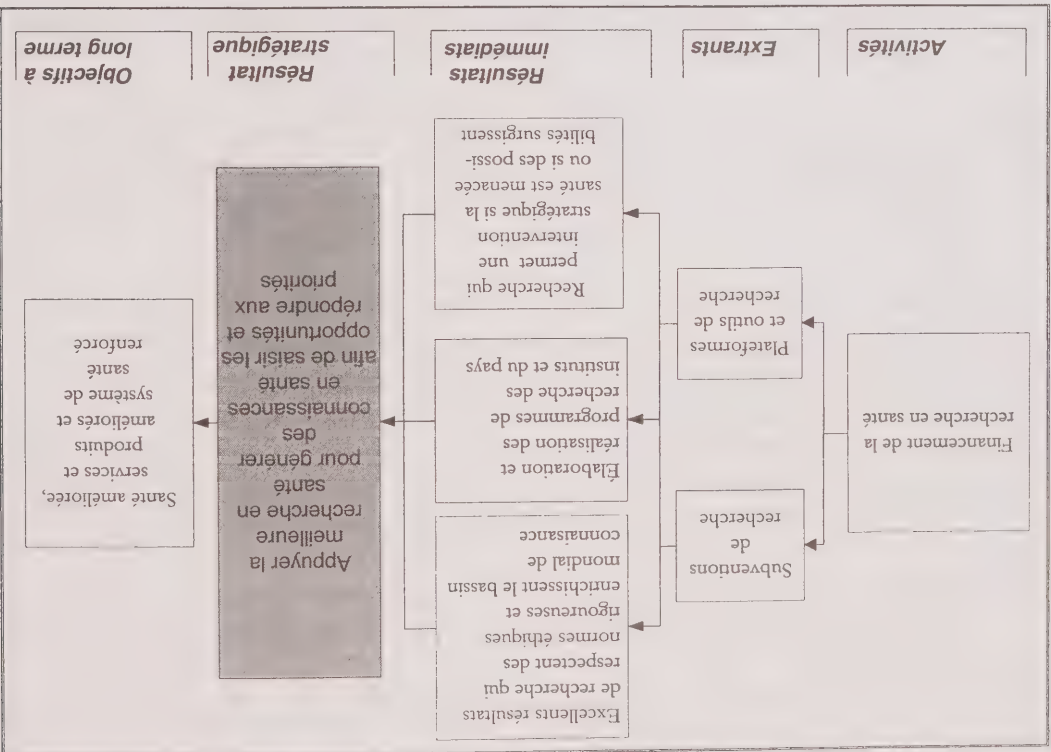 Financement de la
recherche en santé
Subventions
de
recherche
Plateformes
et outils de
recherche
Excellents résultats
de recherche qui
respectent des
normes éthiques
rigoureuses et
enrichissent le bassin
mondial de
connaissance
Élaboration et
réalisation des
programmes de
recherche des
instituts et du pays
Recherche qui
permet une
intervention
stratégique si la
santé est menacée
ou si des possi-
bilités surgissent
Appuyer la
meilleure
recherche en
santé
pour générer
des
connaissances
en santé
afin de saisir les
opportunités et
répondre aux
priorités
Santé améliorée,
services et
produits
améliorés et
système de
santé
renforcé
Activités
Extrants
Résultats
immédiats
Résultat
stratégique
Objectifs à
long terme